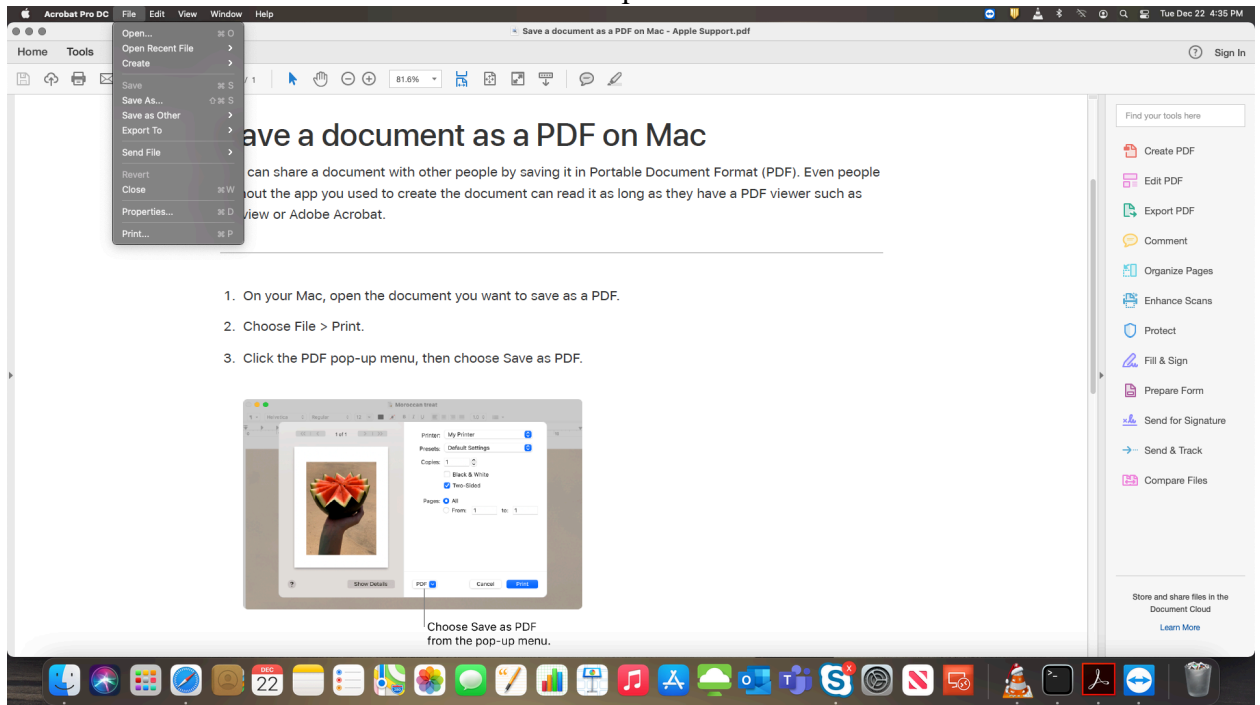 Acrobat Pro DC File Edit View Window Help
Tue Dec 22 4:35 PM
Save a document as a PDF on Mac - Apple Support.pdf
Home Tools
Sign In
Open... ⌘ O
Open Recent File
Create
Save ⌘ S
Save As... ⇧⌘ S
Save as Other
Export To
Send File
Revert
Close ⌘ W
Properties... ⌘ D
Print... ⌘ P
/ 1
81.6%
ave a document as a PDF on Mac
can share a document with other people by saving it in Portable Document Format (PDF). Even people
out the app you used to create the document can read it as long as they have a PDF viewer such as
view or Adobe Acrobat.
1. On your Mac, open the document you want to save as a PDF.
2. Choose File > Print.
3. Click the PDF pop-up menu, then choose Save as PDF.
Moroccan treat
Helvetica Regular 12
1 of 1
Printer: My Printer
Presets: Default Settings
Copies: 1
Black & White
Two-Sided
Pages: All
From: 1 to: 1
? Show Details PDF Cancel Print
Choose Save as PDF
from the pop-up menu.
Find your tools here
Create PDF
Edit PDF
Export PDF
Comment
Organize Pages
Enhance Scans
Protect
Fill & Sign
Prepare Form
Send for Signature
Send & Track
Compare Files
Store and share files in the
Document Cloud
Learn More
DEC
22